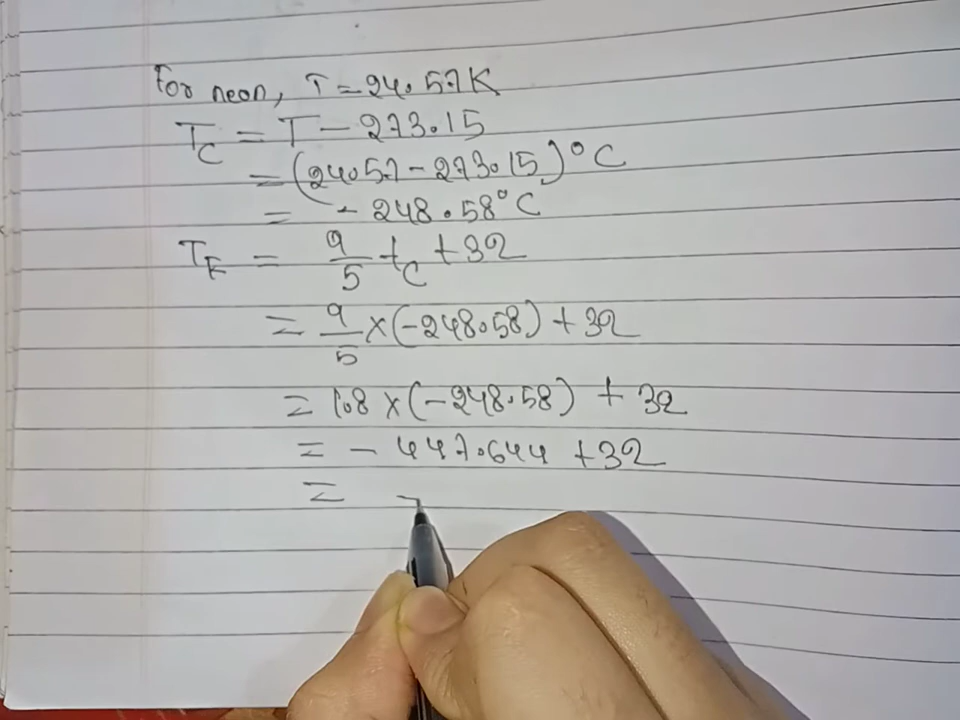 For neon, T = 24.57K
T_C = T - 273.15
= (24.57 - 273.15)°C
= - 248.58°C
T_F = 9/5 t_C + 32
= 9/5 × (-248.58) + 32
= 1.8 × (-248.58) + 32
= - 447.644 + 32
= -